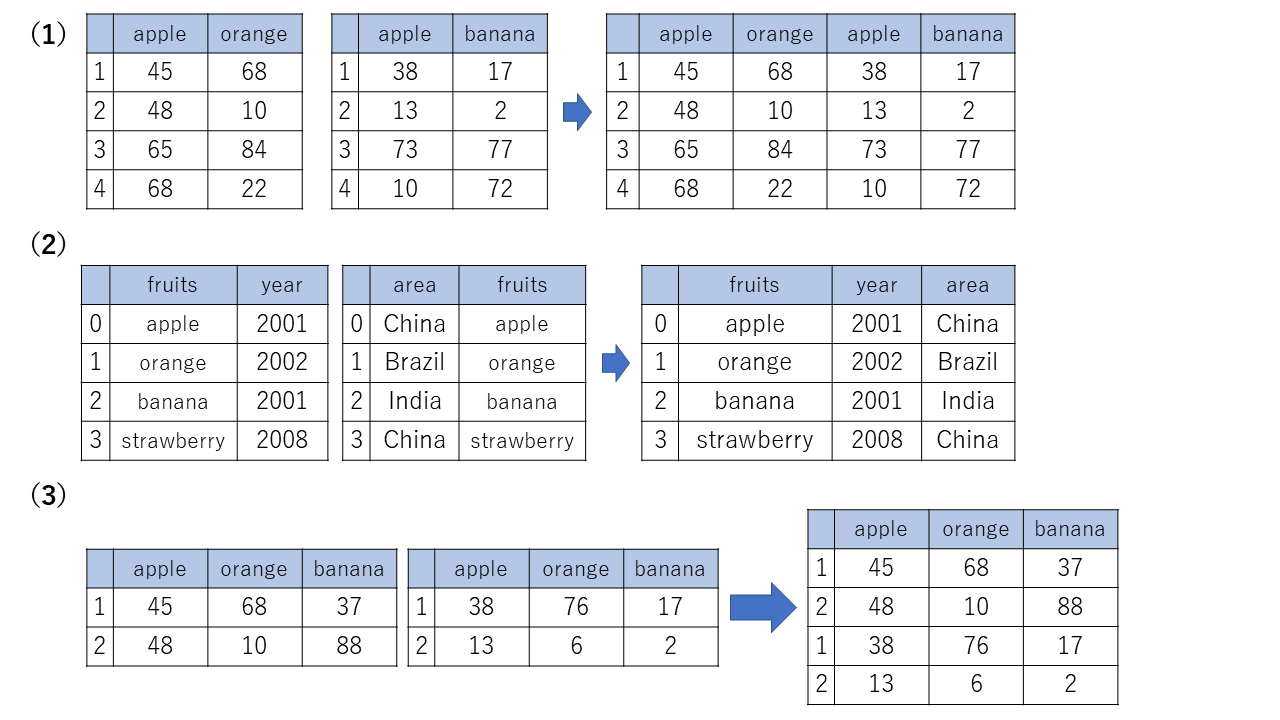 (1)
apple orange apple banana apple orange apple banana
1 45 68 1 38 17 1 45 68 38 17
2 48 10 2 13 2 2 48 10 13 2
3 65 84 3 73 77 3 65 84 73 77
4 68 22 4 10 72 4 68 22 10 72
(2)
fruits year area fruits fruits year area
0 apple 2001 0 China apple 0 apple 2001 China
1 orange 2002 1 Brazil orange 1 orange 2002 Brazil
2 banana 2001 2 India banana 2 banana 2001 India
3 strawberry 2008 3 China strawberry 3 strawberry 2008 China
(3)
apple orange banana apple orange banana
1 45 68 37 1 38 76 17
2 48 10 88 2 13 6 2
apple orange banana
1 45 68 37
2 48 10 88
1 38 76 17
2 13 6 2